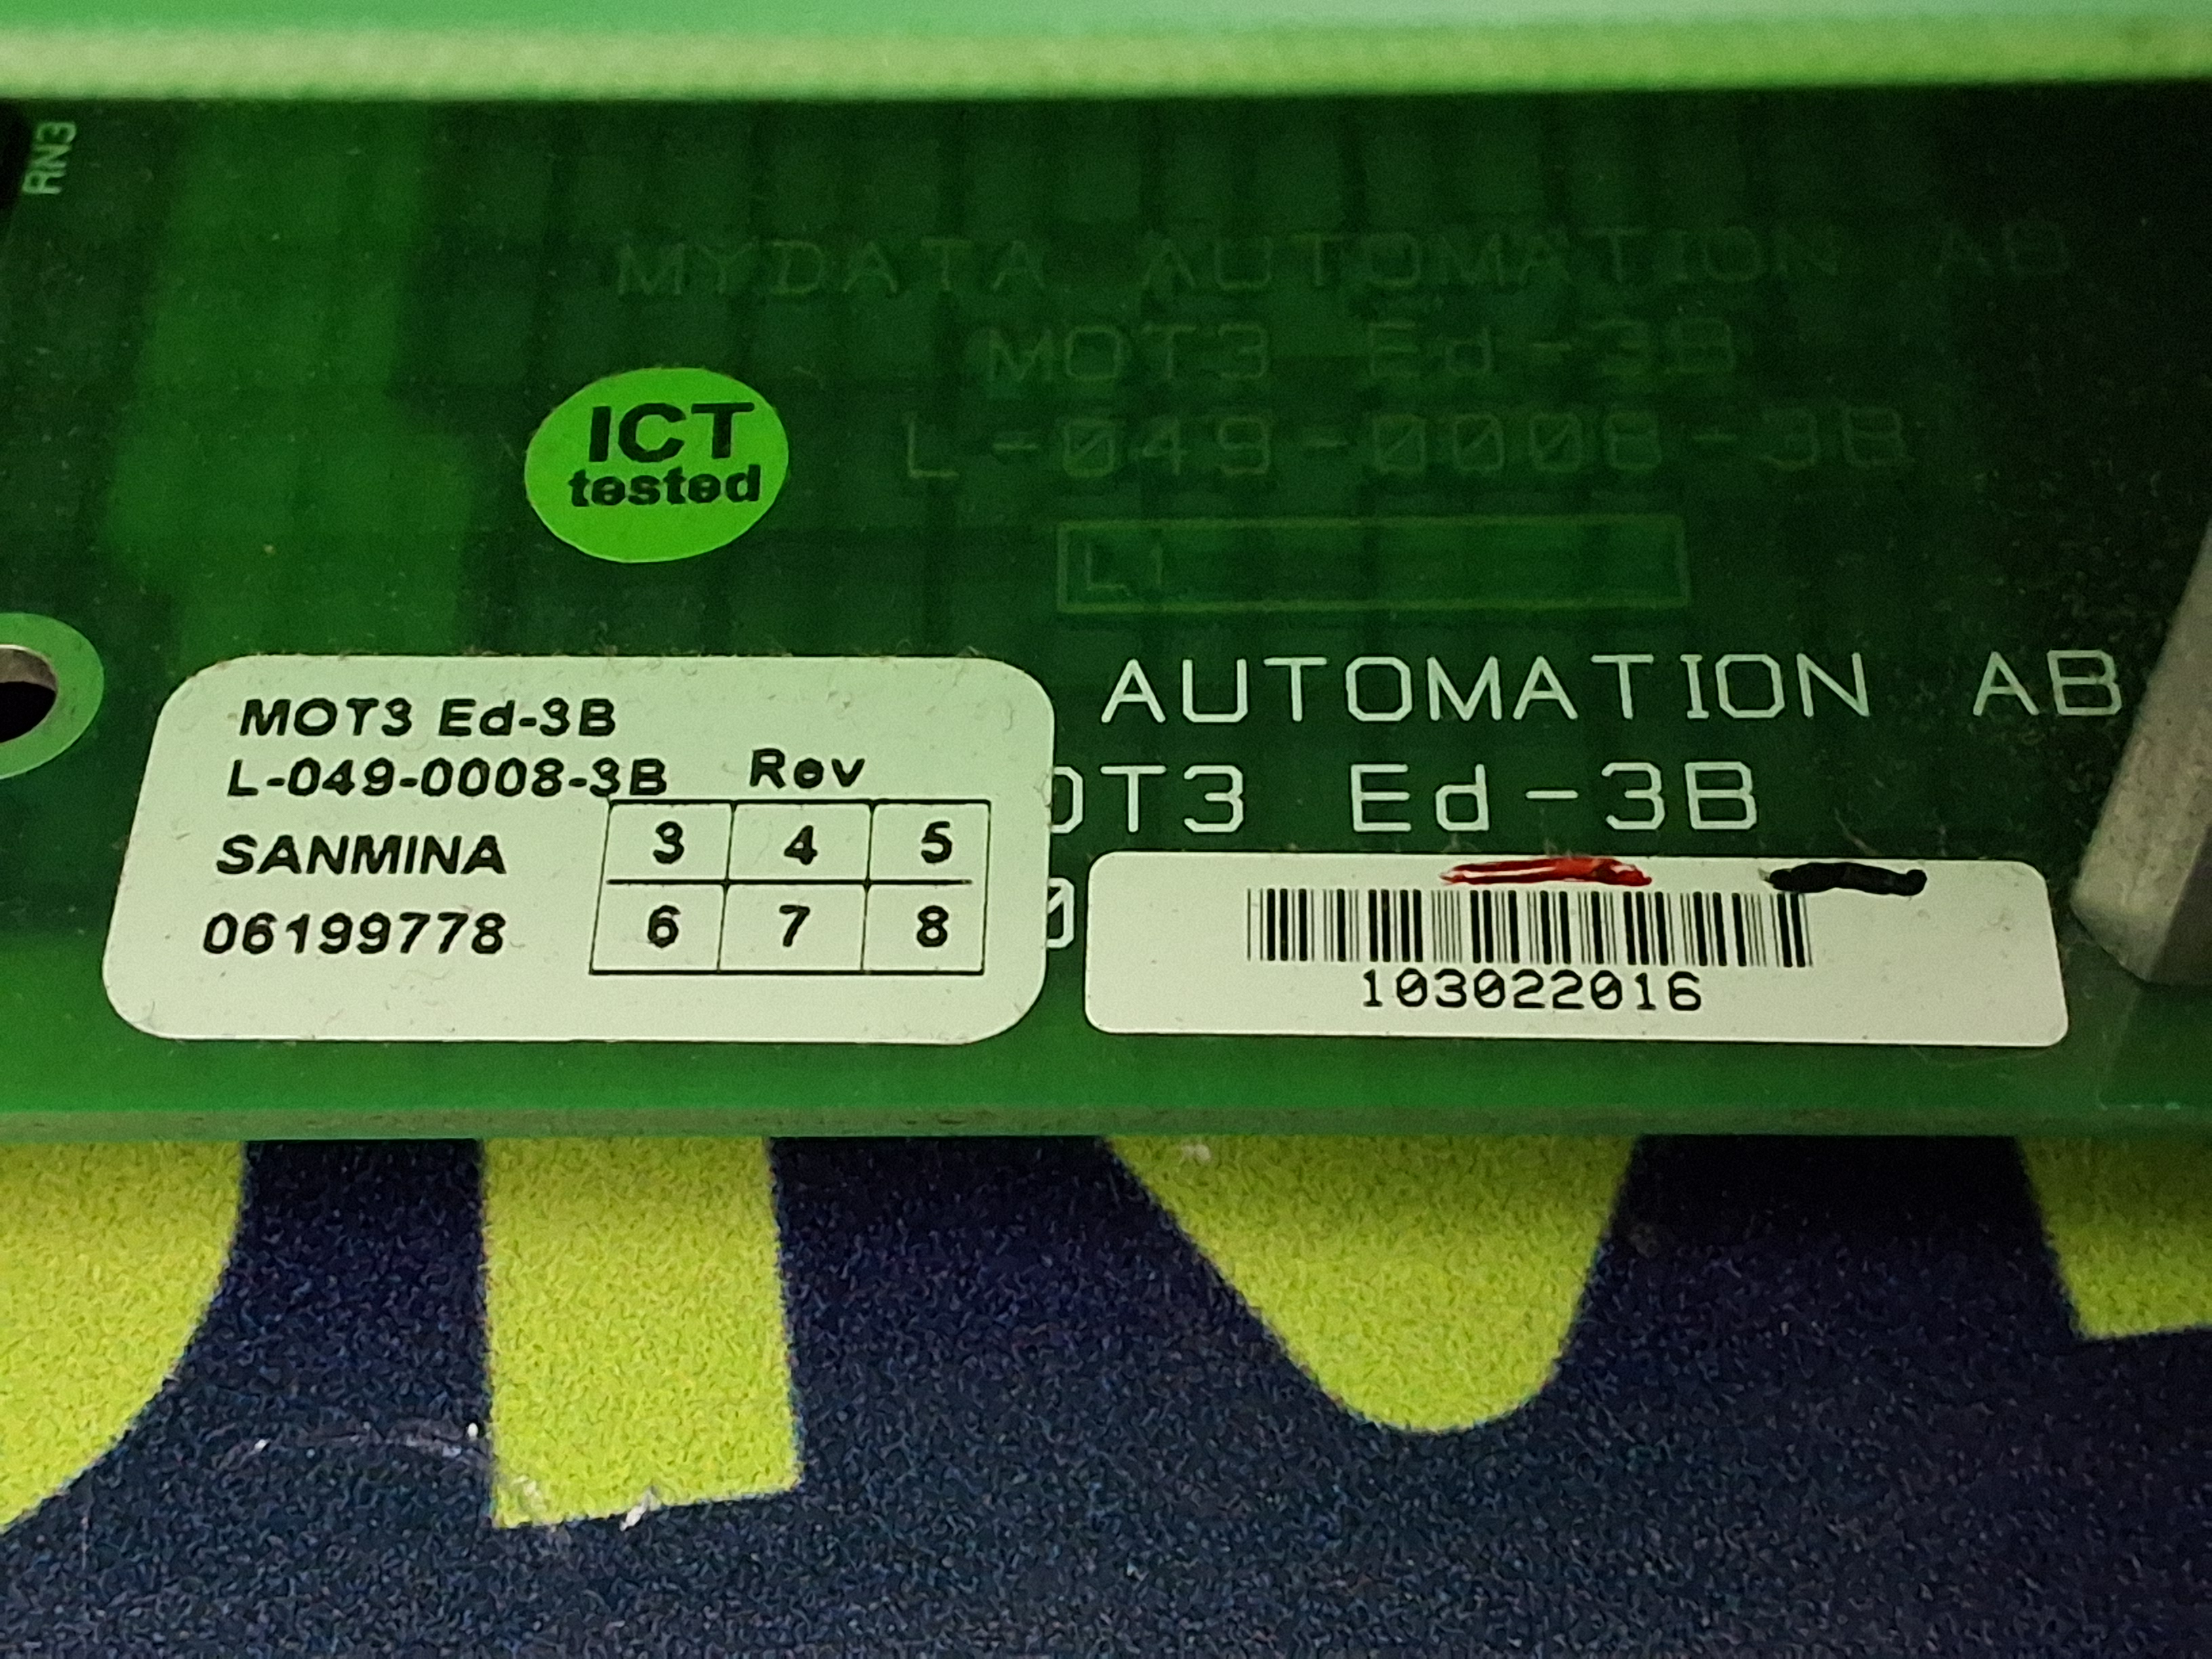 RN3
MYDATA AUTOMATION AB
MOT3 Ed-3B
L-049-0008-3B
L
ICT
tested
AUTOMATION AB
OT3 Ed-3B
0
MOT3 Ed-3B
L-049-0008-3B Rev
SANMINA 3 4 5
06199778 6 7 8
103022016